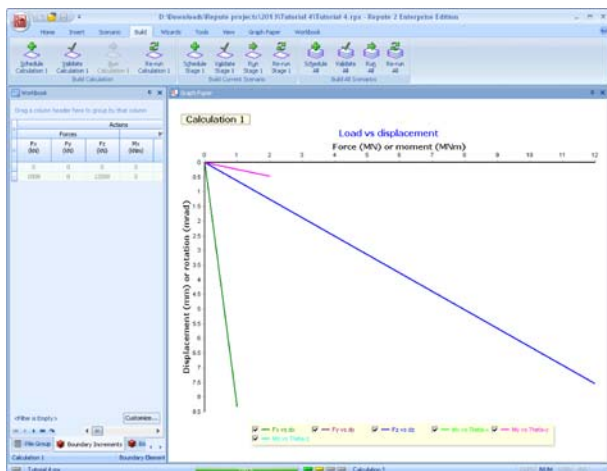 D:\Downloads\Repute projects\2013\Tutorial 4\Tutorial 4.rpx - Repute 2 Enterprise Edition
Home Insert Scenario Build Wizards Tools View Graph Paper Workbook
Schedule Calculation 1 Validate Calculation 1 Run Calculation 1 Re-run Calculation 1
Schedule Stage 1 Validate Stage 1 Run Stage 1 Re-run Stage 1
Schedule All Validate All Run All Re-run All
Build Calculation Build Current Scenario Build All Scenarios
Workbook
Drag a column header here to group by that column
Actions
Forces
Fx (kN) Fy (kN) Fz (kN) Mx (kNm)
0 0 0 0
1000 0 12000 0
<Filter is Empty> Customize...
File Group Boundary Increments
Calculation 1 Boundary Element
Graph Paper
Calculation 1
Load vs displacement
Force (MN) or moment (MNm)
0 1 2 3 4 5 6 7 8 9 10 11 12
Displacement (mm) or rotation (mrad)
0
0.5
1
1.5
2
2.5
3
3.5
4
4.5
5
5.5
6
6.5
7
7.5
8
8.5
Fx vs dx Fy vs dy Fz vs dz Mx vs Theta-x My vs Theta-y
Mz vs Theta-z
Tutorial 4.rpx Calculation 1 NUM